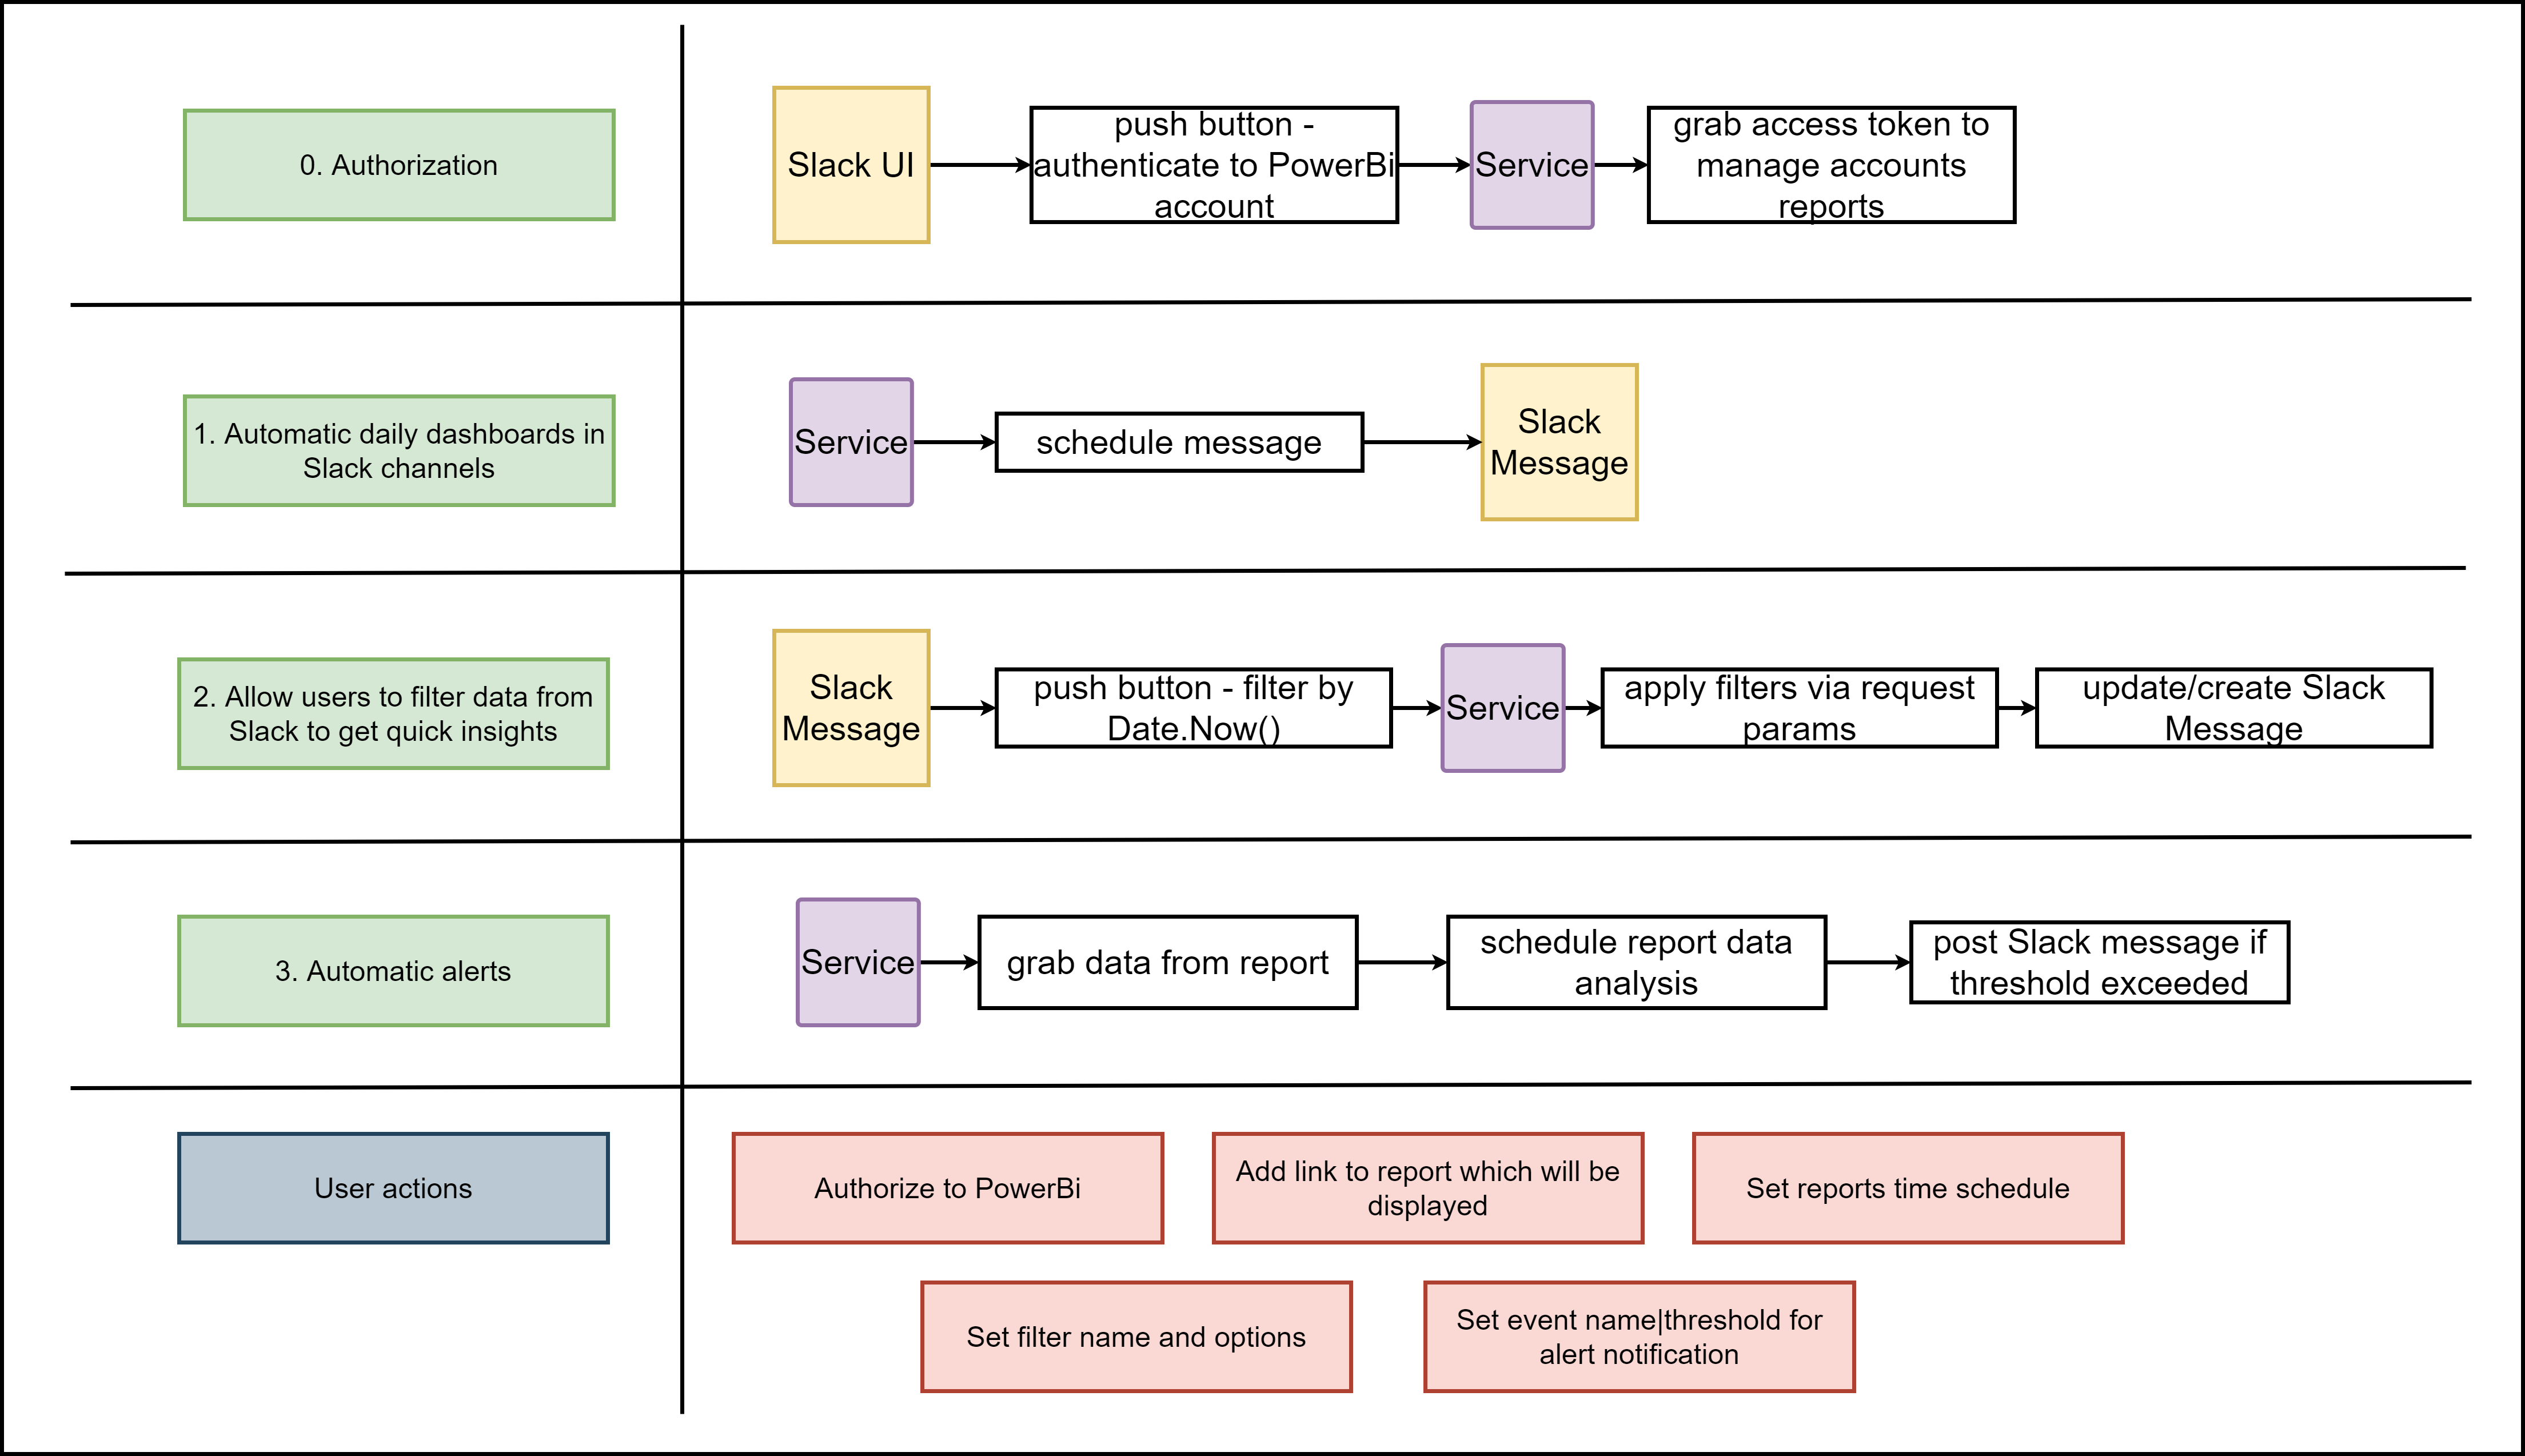 0. Authorization
Slack UI
push button -
authenticate to PowerBi
account
Service
grab access token to
manage accounts
reports
1. Automatic daily dashboards in
Slack channels
Service
schedule message
Slack
Message
2. Allow users to filter data from
Slack to get quick insights
Slack
Message
push button - filter by
Date.Now()
Service
apply filters via request
params
update/create Slack
Message
3. Automatic alerts
Service
grab data from report
schedule report data
analysis
post Slack message if
threshold exceeded
User actions
Authorize to PowerBi
Add link to report which will be
displayed
Set reports time schedule
Set filter name and options
Set event name|threshold for
alert notification